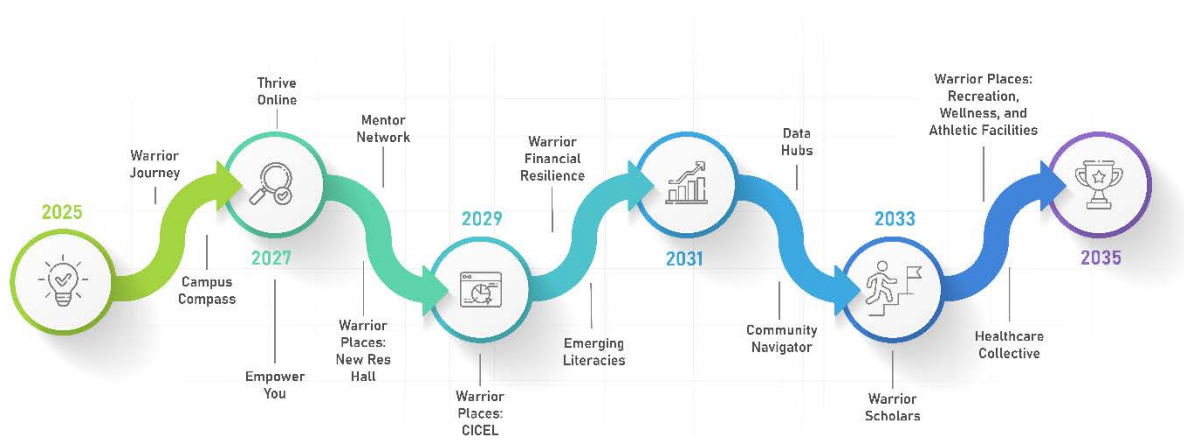 2025
Warrior
Journey
Campus
Compass
Thrive
Online
2027
Empower
You
Mentor
Network
Warrior
Places:
New Res
Hall
2029
Warrior
Places:
CICEL
Warrior
Financial
Resilience
Emerging
Literacies
2031
Data
Hubs
Community
Navigator
2033
Warrior
Scholars
Warrior Places:
Recreation,
Wellness, and
Athletic Facilities
Healthcare
Collective
2035